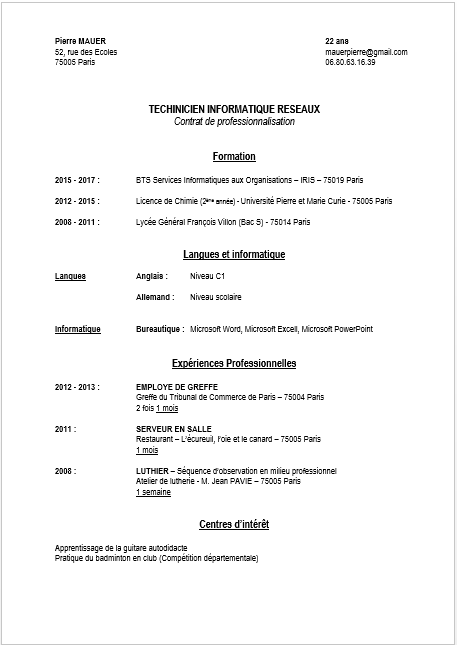 Pierre MAUER
52, rue des Ecoles
75005 Paris
22 ans
mauerpierre@gmail.com
06.80.63.16.39
TECHNICIEN INFORMATIQUE RESEAUX
Contrat de professionnalisation
Formation
2015 - 2017 : BTS Services Informatiques aux Organisations – IRIS – 75019 Paris
2012 - 2015 : Licence de Chimie (2ème année) - Université Pierre et Marie Curie - 75005 Paris
2008 - 2011 : Lycée Général François Villon (Bac S) - 75014 Paris
Langues et informatique
Langues Anglais : Niveau C1
Allemand : Niveau scolaire
Informatique Bureautique : Microsoft Word, Microsoft Excell, Microsoft PowerPoint
Expériences Professionnelles
2012 - 2013 : EMPLOYE DE GREFFE
Greffe du Tribunal de Commerce de Paris – 75004 Paris
2 fois 1 mois
2011 : SERVEUR EN SALLE
Restaurant – L'écureuil, l'oie et le canard – 75005 Paris
1 mois
2008 : LUTHIER – Séquence d'observation en milieu professionnel
Atelier de lutherie - M. Jean PAVIE – 75005 Paris
1 semaine
Centres d'intérêt
Apprentissage de la guitare autodidacte
Pratique du badminton en club (Compétition départementale)